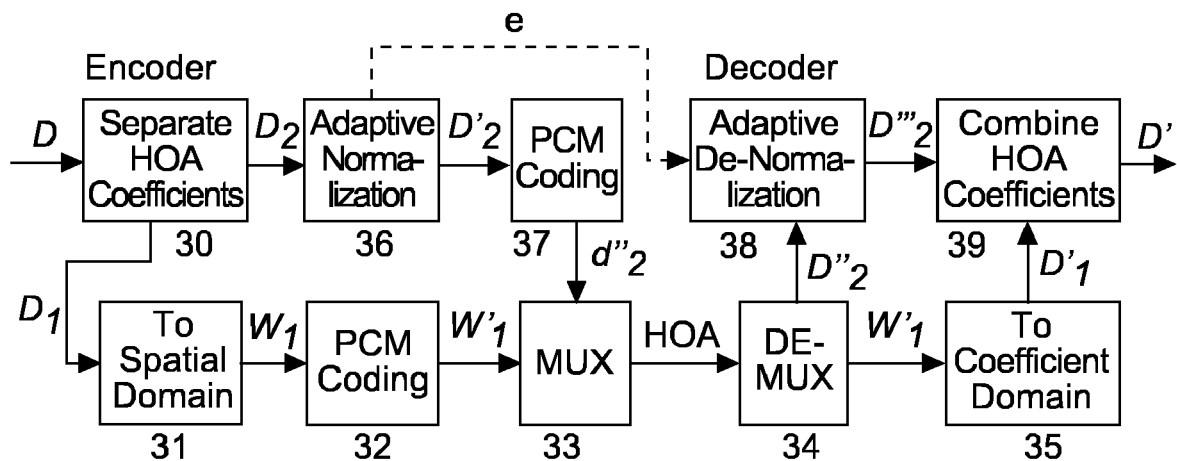 e
Encoder
Decoder
D
Separate
HOA
Coefficients
D2
Adaptive
Norma-
lization
D'2
PCM
Coding
Adaptive
De-Norma-
lization
D'''2
Combine
HOA
Coefficients
D'
30
36
37
d''2
38
D''2
39
D'1
D1
To
Spatial
Domain
W1
PCM
Coding
W'1
MUX
HOA
DE-
MUX
W'1
To
Coefficient
Domain
31
32
33
34
35